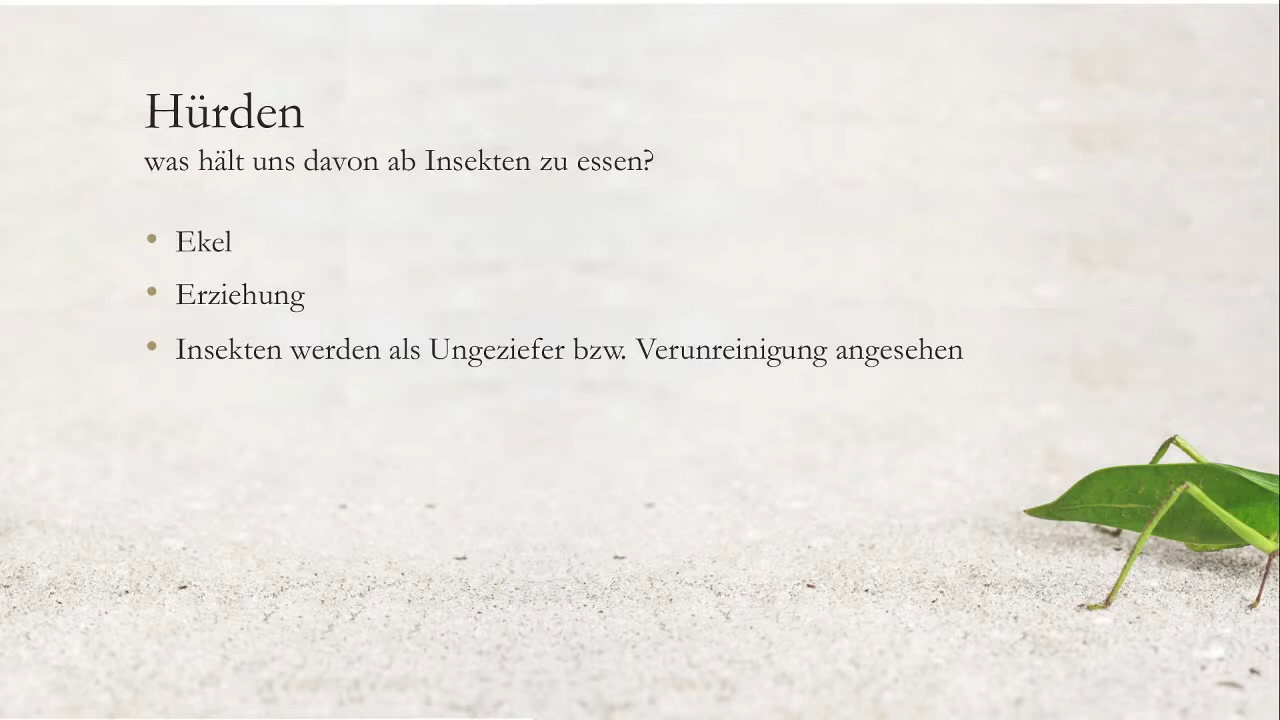 Hürden
was hält uns davon ab Insekten zu essen?
• Ekel
• Erziehung
• Insekten werden als Ungeziefer bzw. Verunreinigung angesehen